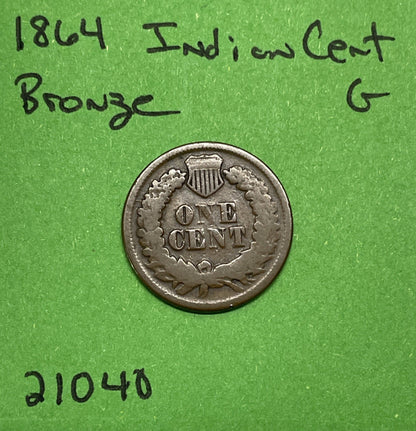 1864 Indian Cent
Bronze G
ONE
CENT
21040